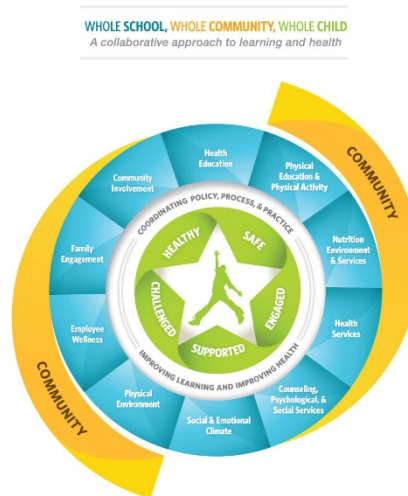 WHOLE SCHOOL, WHOLE COMMUNITY, WHOLE CHILD
A collaborative approach to learning and health
Health
Education
Physical
Education &
Physical Activity
Nutrition
Environment
& Services
Health
Services
Counseling,
Psychological, &
Social Services
Social & Emotional
Climate
Physical
Environment
Employee
Wellness
Family
Engagement
Community
Involvement
COMMUNITY
COMMUNITY
COORDINATING POLICY, PROCESS, & PRACTICE
IMPROVING LEARNING AND IMPROVING HEALTH
HEALTHY
SAFE
ENGAGED
SUPPORTED
CHALLENGED